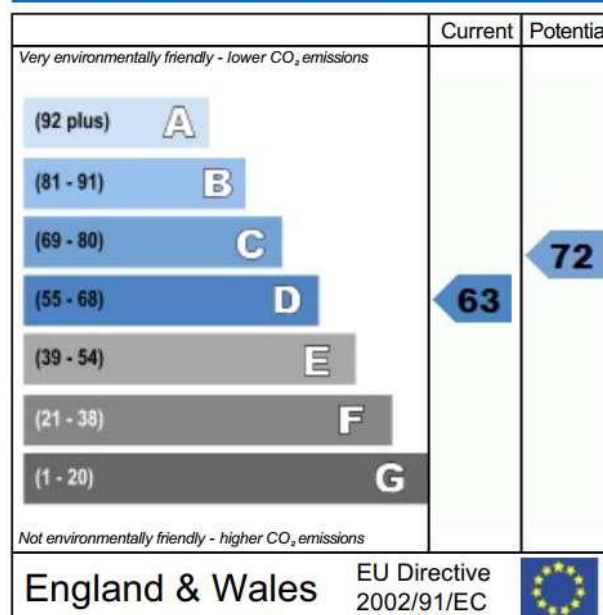 Current Potentia
Very environmentally friendly - lower CO₂ emissions
(92 plus) A
(81 - 91) B
(69 - 80) C
72
(55 - 68) D
63
(39 - 54) E
(21 - 38) F
(1 - 20) G
Not environmentally friendly - higher CO₂ emissions
England & Wales
EU Directive
2002/91/EC